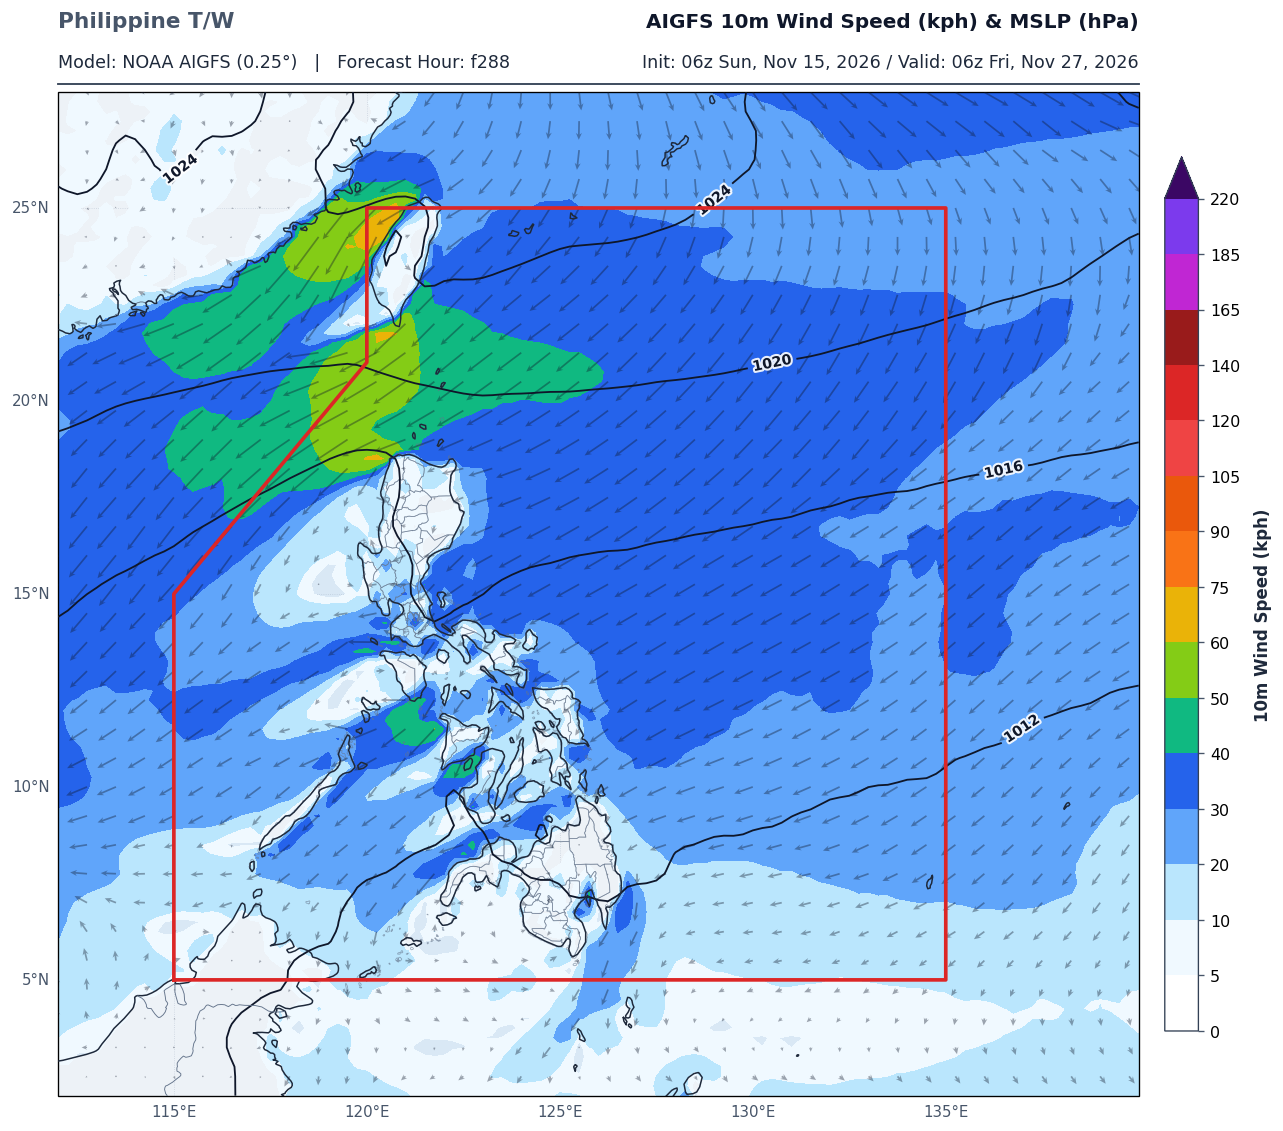 Philippine T/W
AIGFS 10m Wind Speed (kph) & MSLP (hPa)
Model: NOAA AIGFS (0.25°)   |   Forecast Hour: f288
Init: 06z Sun, Nov 15, 2026 / Valid: 06z Fri, Nov 27, 2026
1024
1024
1020
1016
1012
25°N
20°N
15°N
10°N
5°N
115°E
120°E
125°E
130°E
135°E
220
185
165
140
120
105
90
75
60
50
40
30
20
10
5
0
10m Wind Speed (kph)